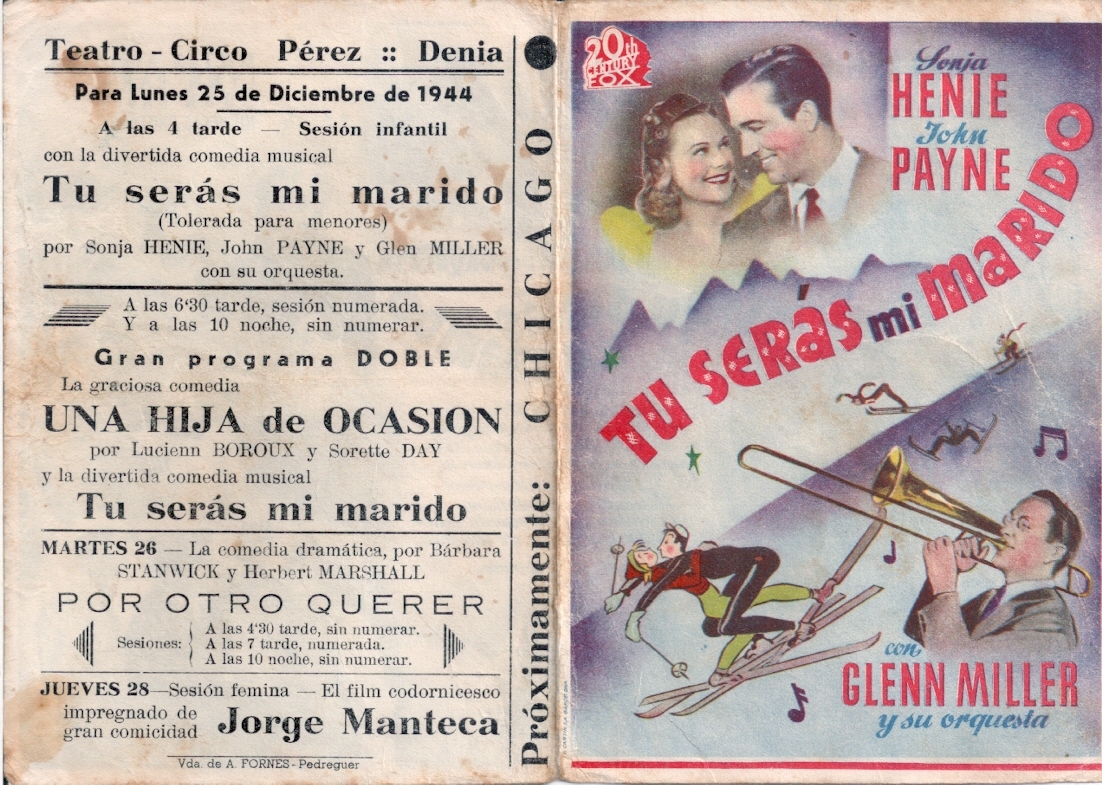 Teatro - Circo Pérez :: Denia
Para Lunes 25 de Diciembre de 1944
A las 4 tarde — Sesión infantil
con la divertida comedia musical
Tu serás mi marido
(Tolerada para menores)
por Sonja HENIE, John PAYNE y Glen MILLER
con su orquesta.
A las 6'30 tarde, sesión numerada.
Y a las 10 noche, sin numerar.
Gran programa DOBLE
La graciosa comedia
UNA HIJA de OCASION
por Lucienn BOROUX y Sorette DAY
y la divertida comedia musical
Tu serás mi marido
MARTES 26 — La comedia dramática, por Bárbara
STANWICK y Herbert MARSHALL
POR OTRO QUERER
Sesiones:
A las 4'30 tarde, sin numerar.
A las 7 tarde, numerada.
A las 10 noche, sin numerar.
JUEVES 28—Sesión femina — El film codornicesco
impregnado de
gran comicidad
Jorge Manteca
Vda. de A. FORNES - Pedreguer
Próximamente: CHICAGO
20th
CENTURY
FOX
Sonja
HENIE
John
PAYNE
TU SERÁS mi MARIDO
con
GLENN MILLER
y su orquesta